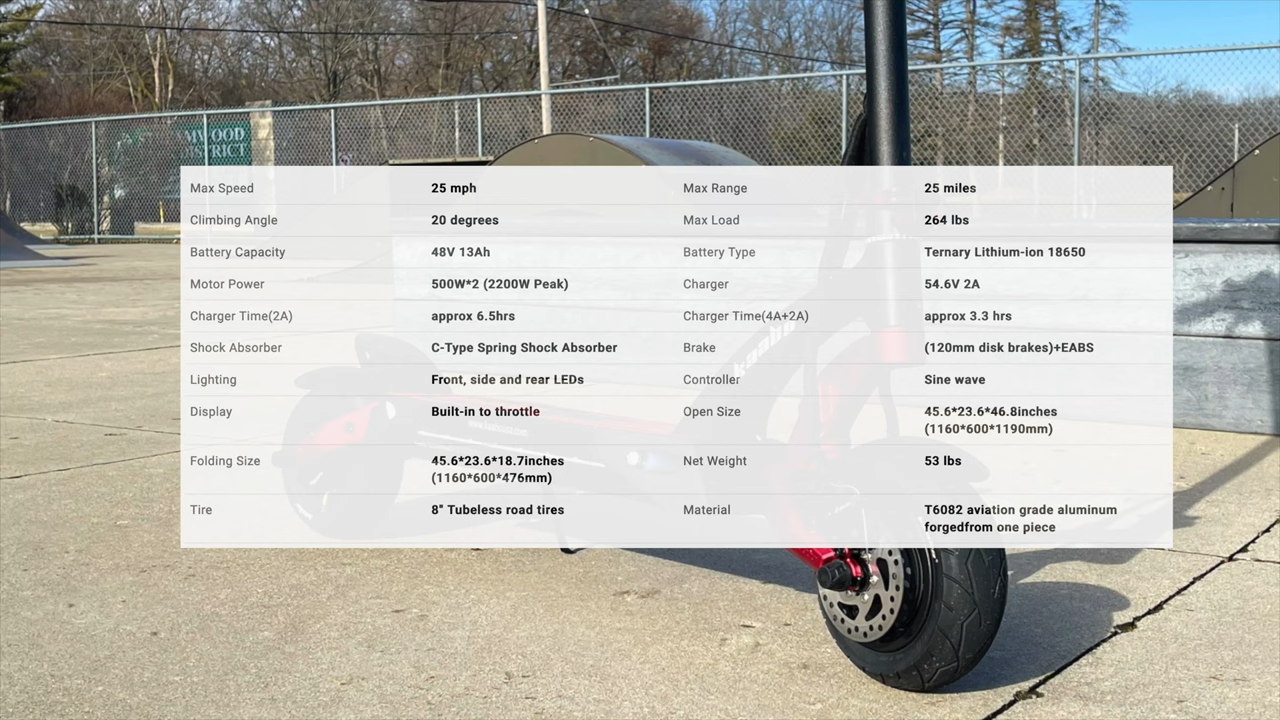 MWOOD
TRICT
Max Speed 25 mph Max Range 25 miles
Climbing Angle 20 degrees Max Load 264 lbs
Battery Capacity 48V 13Ah Battery Type Ternary Lithium-ion 18650
Motor Power 500W*2 (2200W Peak) Charger 54.6V 2A
Charger Time(2A) approx 6.5hrs Charger Time(4A+2A) approx 3.3 hrs
Shock Absorber C-Type Spring Shock Absorber Brake (120mm disk brakes)+EABS
Lighting Front, side and rear LEDs Controller Sine wave
Display Built-in to throttle Open Size 45.6*23.6*46.8inches
(1160*600*1190mm)
Folding Size 45.6*23.6*18.7inches Net Weight 53 lbs
(1160*600*476mm)
Tire 8" Tubeless road tires Material T6082 aviation grade aluminum
forgedfrom one piece
kaabo